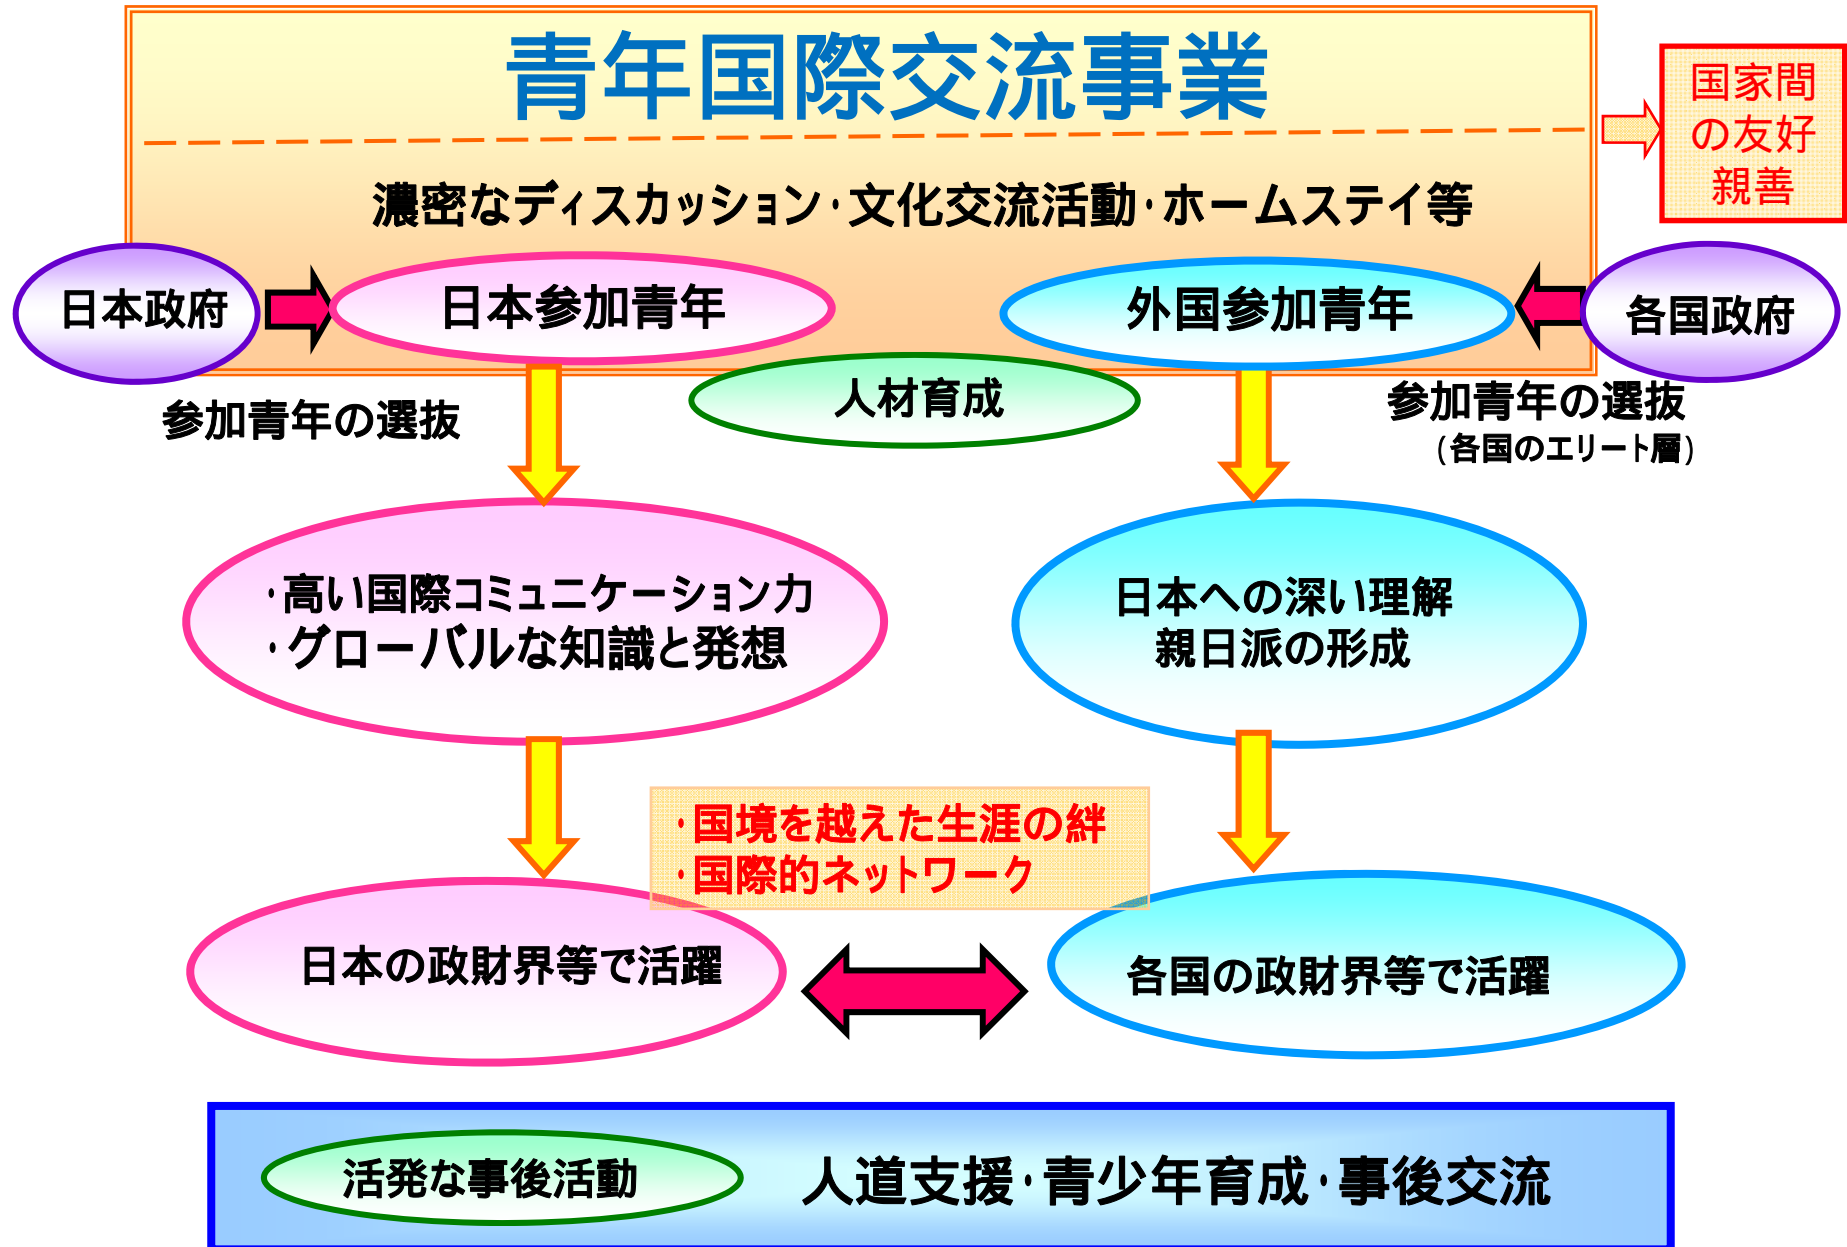 青年国際交流事業
国家間
の友好
親善
濃密なディスカッション・文化交流活動・ホームステイ等
日本政府
日本参加青年
外国参加青年
各国政府
参加青年の選抜
人材育成
参加青年の選抜
(各国のエリート層)
・高い国際コミュニケーション力
・グローバルな知識と発想
日本への深い理解
親日派の形成
・国境を越えた生涯の絆
・国際的ネットワーク
日本の政財界等で活躍
各国の政財界等で活躍
活発な事後活動
人道支援・青少年育成・事後交流